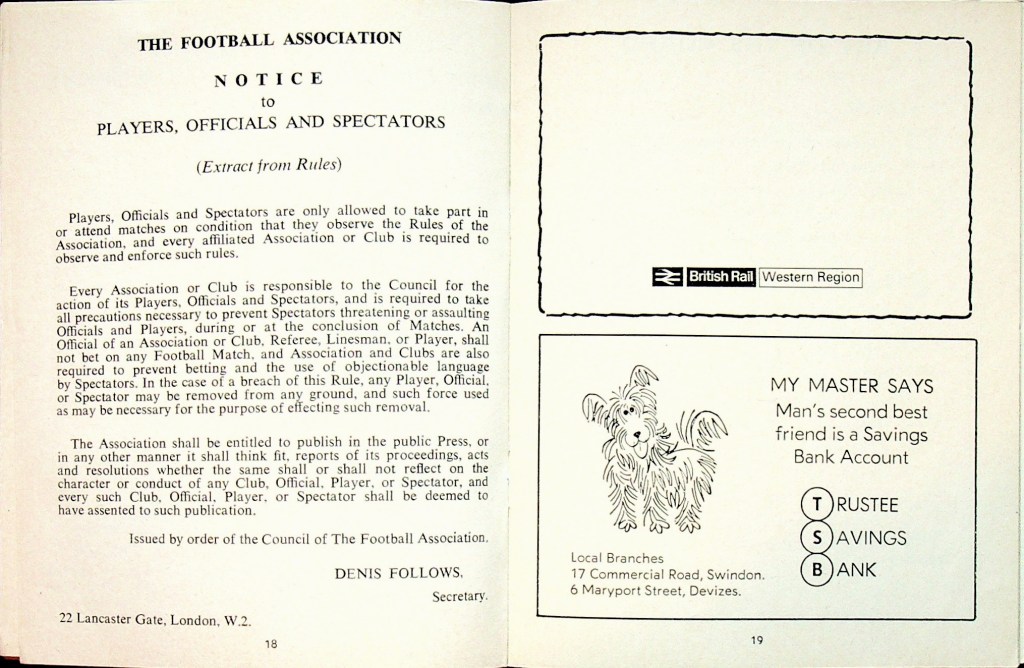 THE FOOTBALL ASSOCIATION
NOTICE
to
PLAYERS, OFFICIALS AND SPECTATORS
(Extract from Rules)
Players, Officials and Spectators are only allowed to take part in
or attend matches on condition that they observe the Rules of the
Association, and every affiliated Association or Club is required to
observe and enforce such rules.
Every Association or Club is responsible to the Council for the
action of its Players, Officials and Spectators, and is required to take
all precautions necessary to prevent Spectators threatening or assaulting
Officials and Players, during or at the conclusion of Matches. An
Official of an Association or Club, Referee, Linesman, or Player, shall
not bet on any Football Match, and Association and Clubs are also
required to prevent betting and the use of objectionable language
by Spectators. In the case of a breach of this Rule, any Player, Official,
or Spectator may be removed from any ground, and such force used
as may be necessary for the purpose of effecting such removal.
The Association shall be entitled to publish in the public Press, or
in any other manner it shall think fit, reports of its proceedings, acts
and resolutions whether the same shall or shall not reflect on the
character or conduct of any Club, Official, Player, or Spectator, and
every such Club, Official, Player, or Spectator shall be deemed to
have assented to such publication.
Issued by order of the Council of The Football Association.
DENIS FOLLOWS,
Secretary.
22 Lancaster Gate, London, W.2.
18
British Rail Western Region
MY MASTER SAYS
Man's second best
friend is a Savings
Bank Account
TRUSTEE
SAVINGS
BANK
Local Branches
17 Commercial Road, Swindon.
6 Maryport Street, Devizes.
19